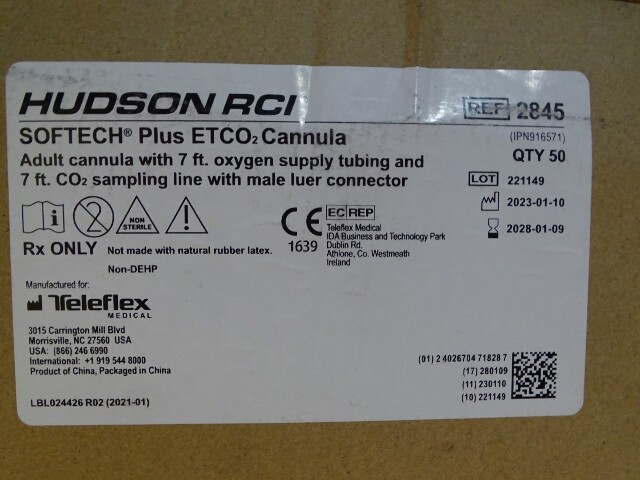 HUDSON RCI
REF 2845
SOFTECH® Plus ETCO₂ Cannula
(IPN916571)
Adult cannula with 7 ft. oxygen supply tubing and
7 ft. CO₂ sampling line with male luer connector
QTY 50
LOT 221149
2023-01-10
2028-01-09
i
2
NON
STERILE
!
CE
1639
EC REP
Teleflex Medical
IDA Business and Technology Park
Dublin Rd.
Athlone, Co. Westmeath
Ireland
Rx ONLY Not made with natural rubber latex.
Non-DEHP
Manufactured for:
Teleflex
MEDICAL
3015 Carrington Mill Blvd
Morrisville, NC 27560 USA
USA: (866) 246 6990
International: +1 919 544 8000
Product of China, Packaged in China
LBL024426 R02 (2021-01)
(01) 2 4026704 71828 7
(17) 280109
(11) 230110
(10) 221149